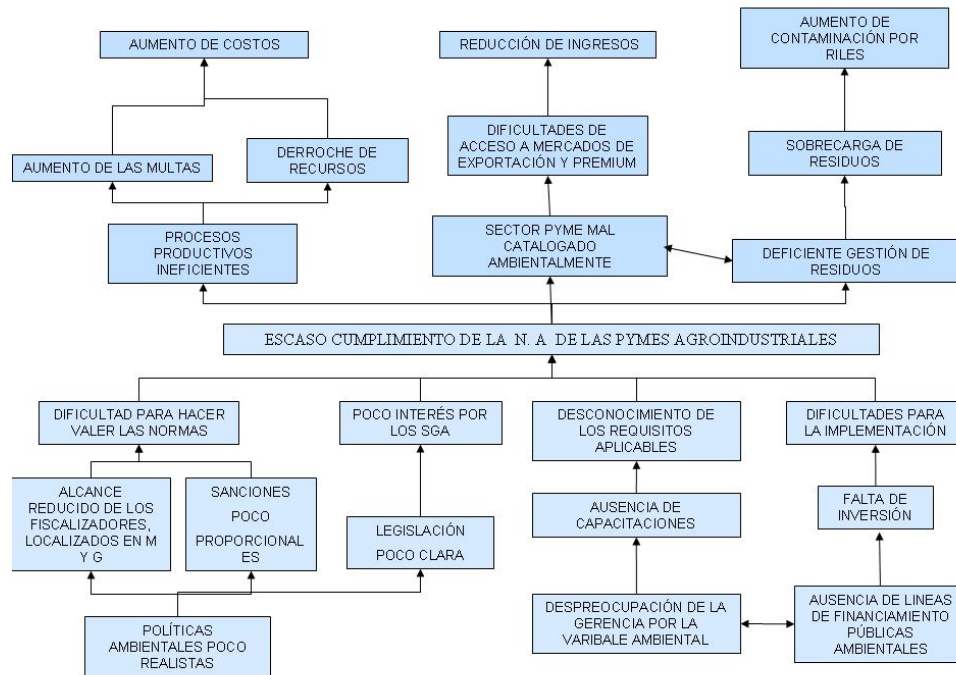 AUMENTO DE COSTOS
REDUCCIÓN DE INGRESOS
AUMENTO DE
CONTAMINACIÓN POR
RILES
AUMENTO DE LAS MULTAS
DERROCHE DE
RECURSOS
DIFICULTADES DE
ACCESO A MERCADOS DE
EXPORTACIÓN Y PREMIUM
SOBRECARGA DE
RESIDUOS
PROCESOS
PRODUCTIVOS
INEFICIENTES
SECTOR PYME MAL
CATALOGADO
AMBIENTALMENTE
DEFICIENTE GESTIÓN DE
RESIDUOS
ESCASO CUMPLIMIENTO DE LA N. A DE LAS PYMES AGROINDUSTRIALES
DIFICULTAD PARA HACER
VALER LAS NORMAS
POCO INTERÉS POR
LOS SGA
DESCONOCIMIENTO DE
LOS REQUISITOS
APLICABLES
DIFICULTADES PARA
LA IMPLEMENTACIÓN
ALCANCE
REDUCIDO DE LOS
FISCALIZADORES,
LOCALIZADOS EN M
Y G
SANCIONES
POCO
PROPORCIONAL
ES
LEGISLACIÓN
POCO CLARA
AUSENCIA DE
CAPACITACIONES
FALTA DE
INVERSIÓN
POLÍTICAS
AMBIENTALES POCO
REALISTAS
DESPREOCUPACIÓN DE LA
GERENCIA POR LA
VARIBALE AMBIENTAL
AUSENCIA DE LINEAS
DE FINANCIAMIENTO
PÚBLICAS
AMBIENTALES